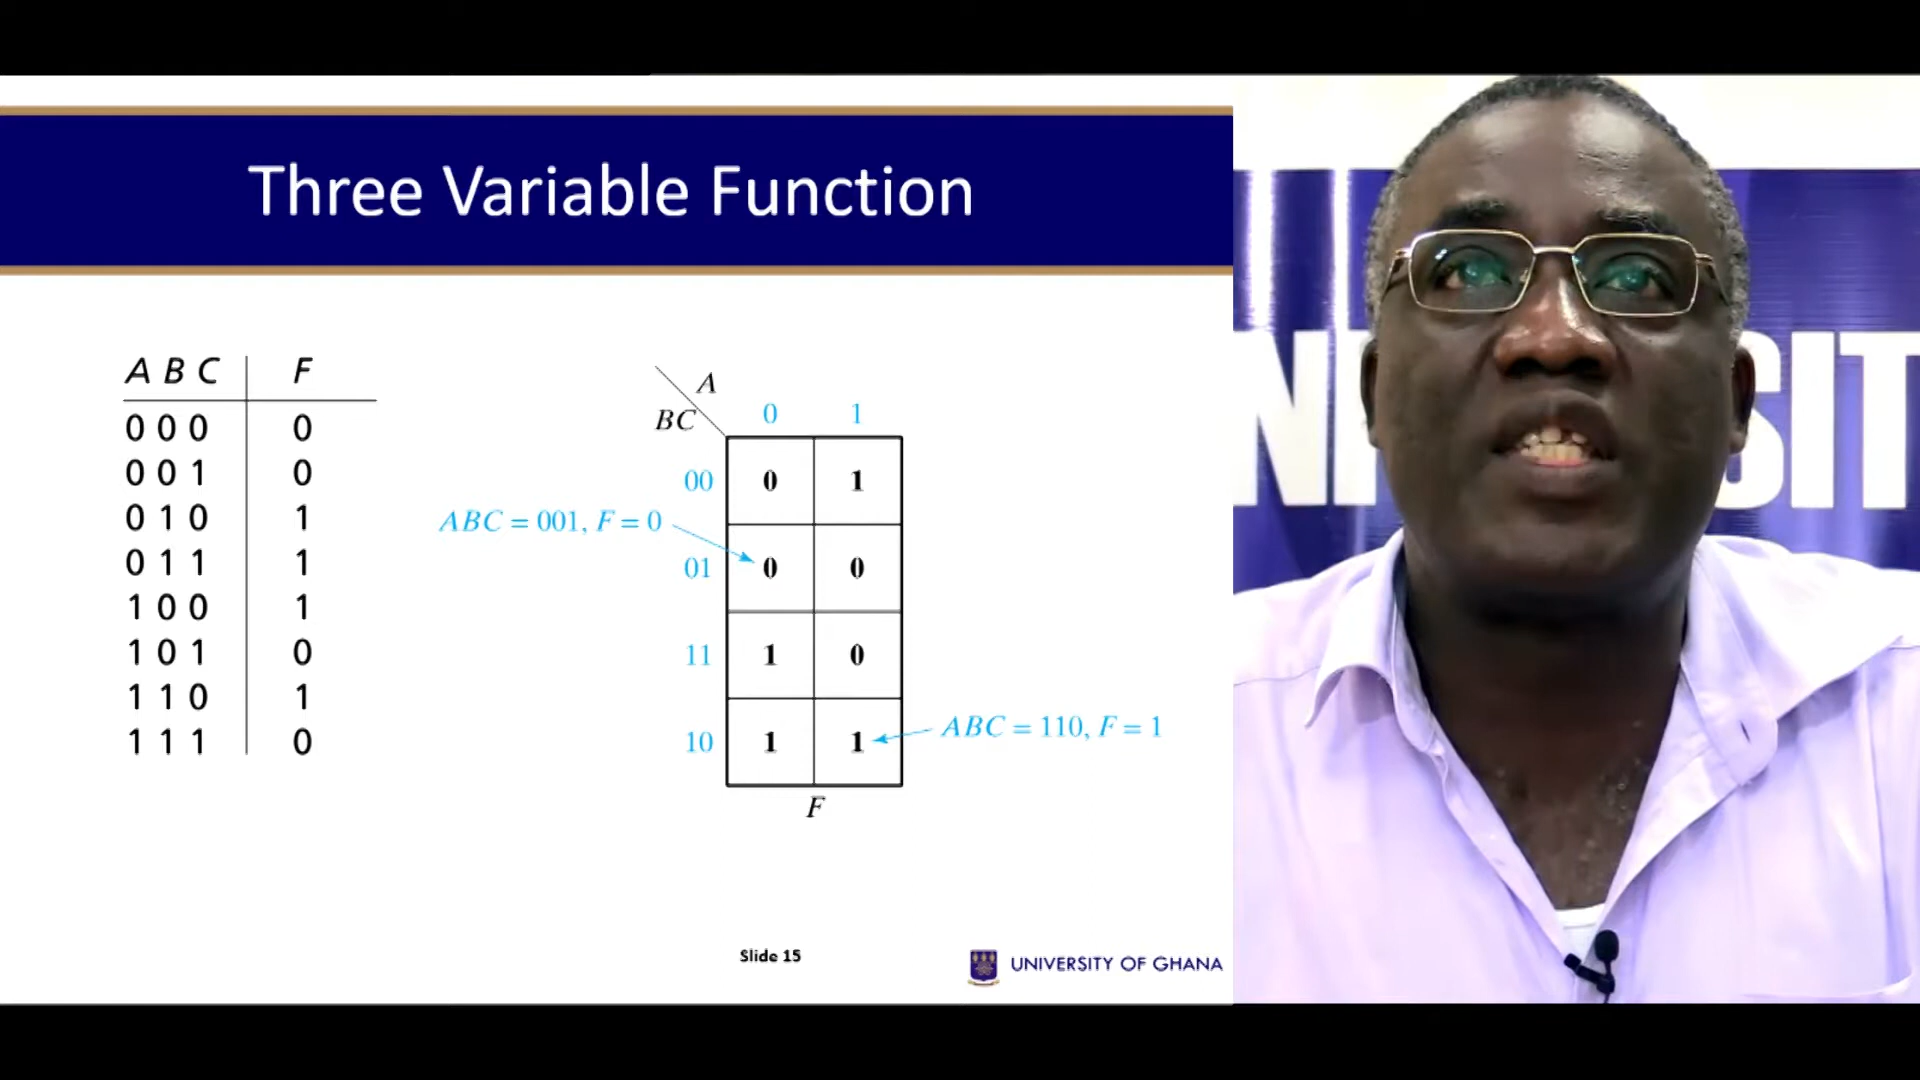 Three Variable Function
A B C F
0 0 0 0
0 0 1 0
0 1 0 1
0 1 1 1
1 0 0 1
1 0 1 0
1 1 0 1
1 1 1 0
A
BC 0 1
00 0 1
ABC = 001, F = 0
01 0 0
11 1 0
10 1 1
ABC = 110, F = 1
F
Slide 15
UNIVERSITY OF GHANA
NI SIT